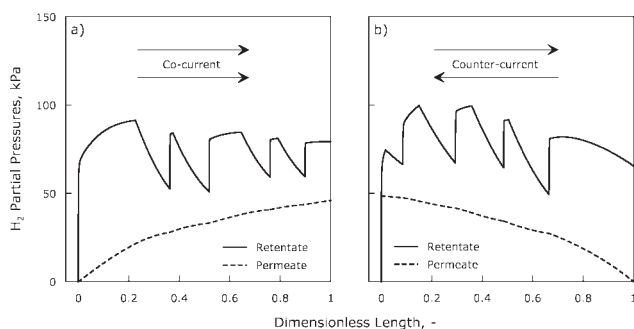 H2 Partial Pressures, kPa
150
100
50
0
a)
Co-current
Retentate
Permeate
0 0.2 0.4 0.6 0.8 1
b)
Counter-current
Retentate
Permeate
0 0.2 0.4 0.6 0.8 1
Dimensionless Length, -